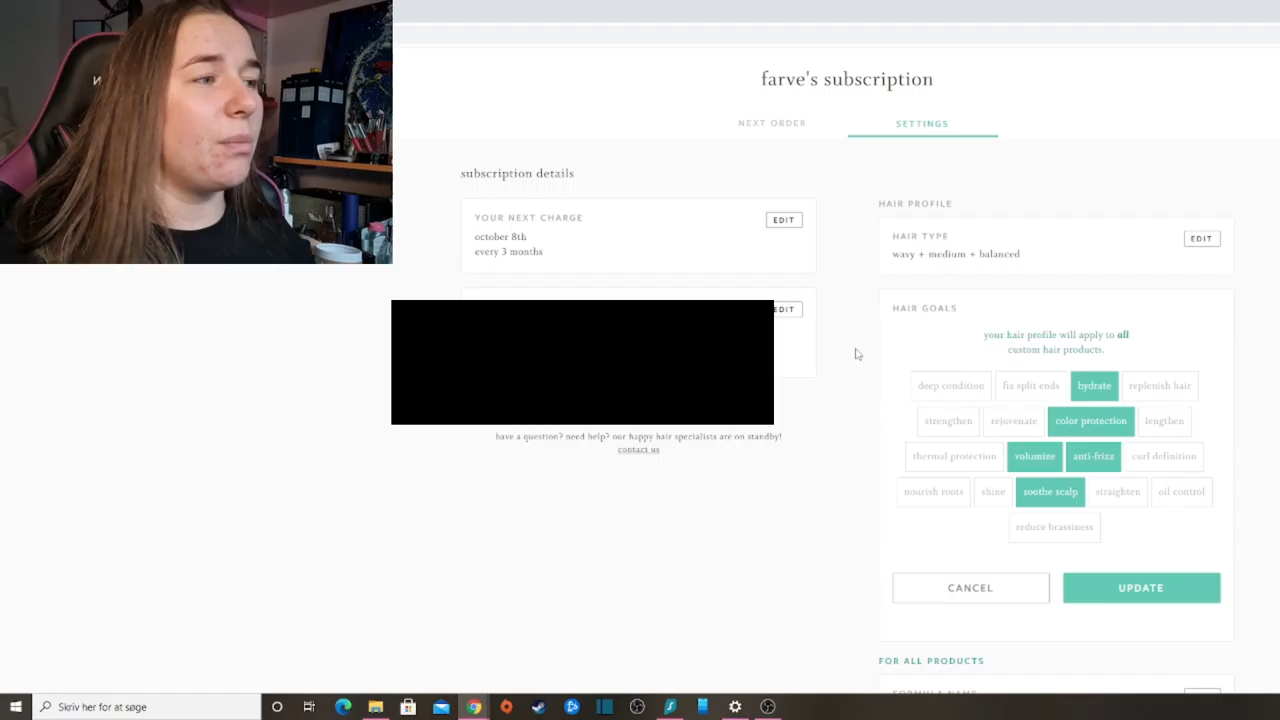 N
farve's subscription
NEXT ORDER
SETTINGS
subscription details
YOUR NEXT CHARGE
EDIT
october 8th
every 3 months
EDIT
have a question? need help? our happy hair specialists are on standby!
contact us
HAIR PROFILE
HAIR TYPE
EDIT
wavy + medium + balanced
HAIR GOALS
your hair profile will apply to all
custom hair products.
deep condition fix split ends hydrate replenish hair
strengthen rejuvenate color protection lengthen
thermal protection volumize anti-frizz curl definition
nourish roots shine soothe scalp straighten oil control
reduce brassiness
CANCEL UPDATE
FOR ALL PRODUCTS
FORMULA NAME
Skriv her for at søge